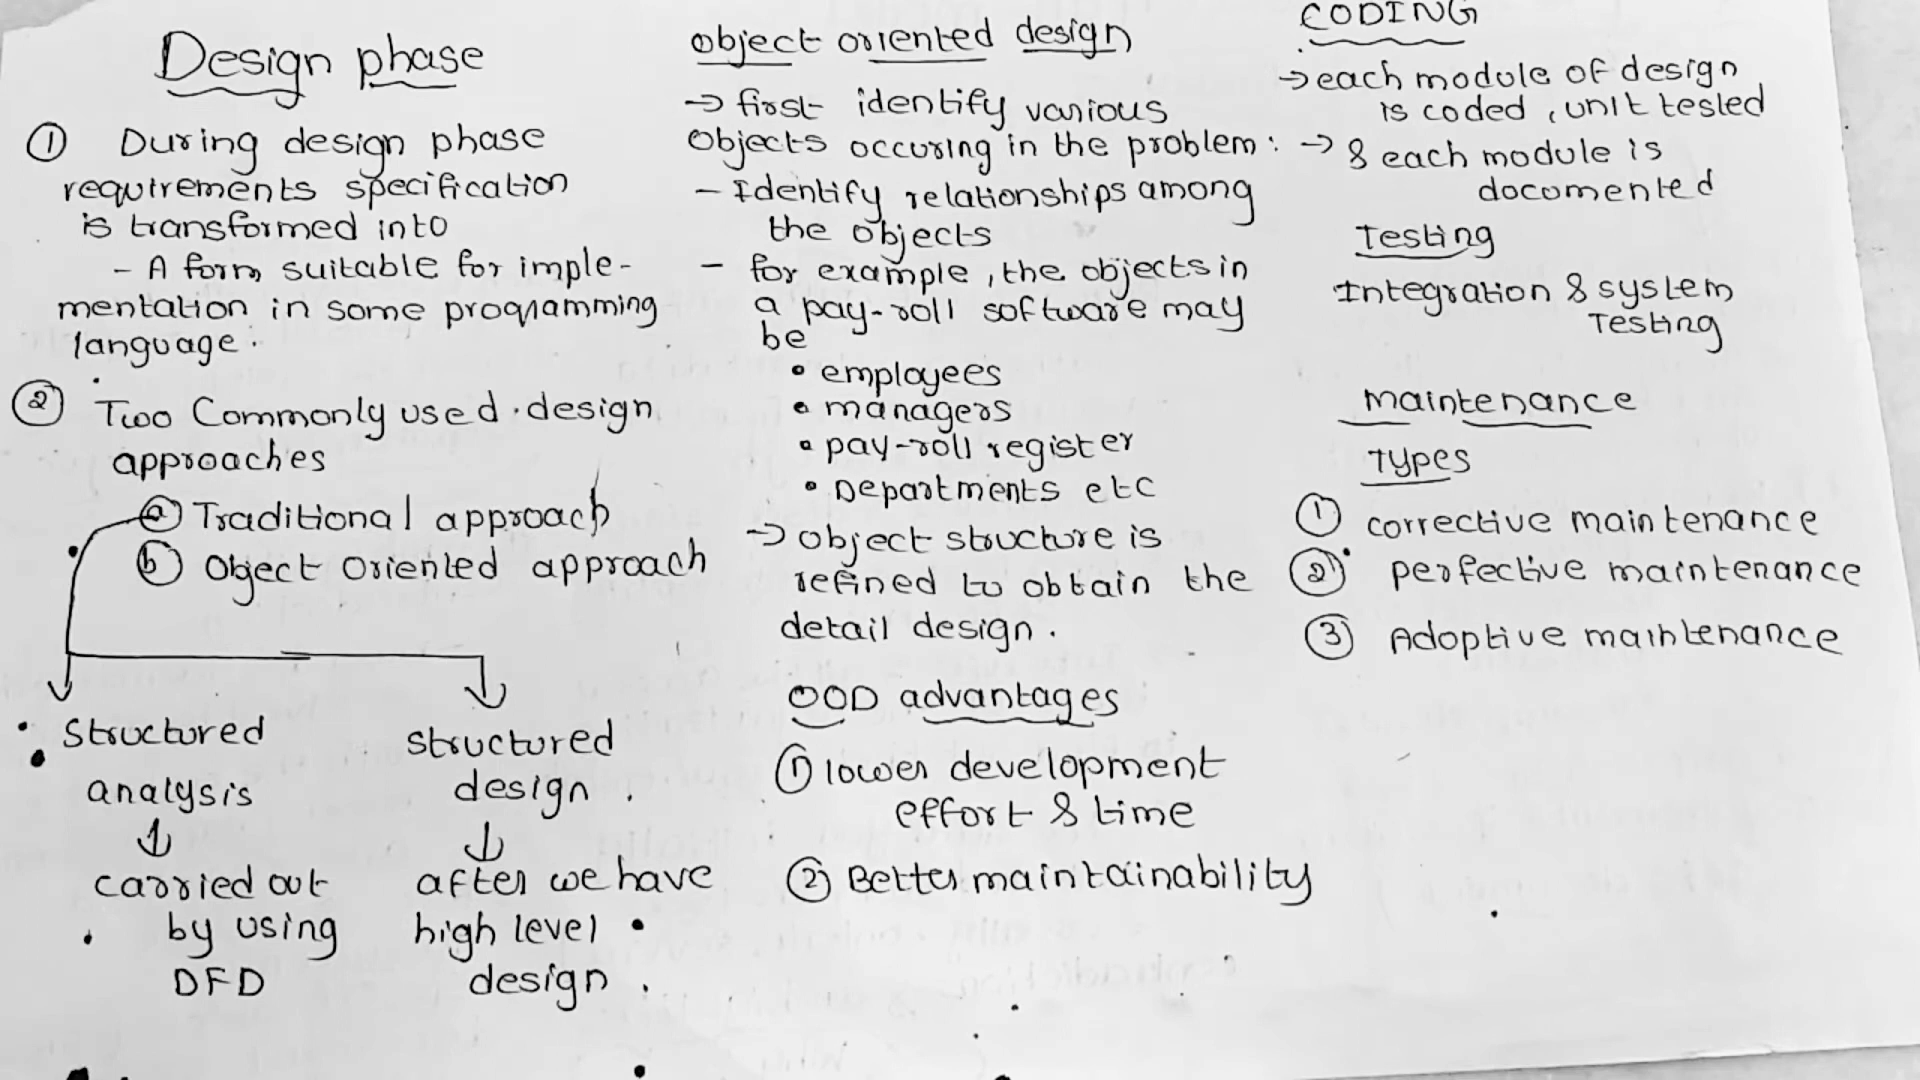 Design phase
① During design phase
requirements specification
is transformed into
- A form suitable for imple-
mentation in some programming
language.
② Two Commonly used design
approaches
ⓐ Traditional approach
ⓑ Object oriented approach
Structured
analysis
↓
carried out
by using
DFD
structured
design.
↓
after we have
high level
design.
object oriented design
→ first identify various
objects occuring in the problem:
- Identify relationships among
the objects
- for example, the objects in
a pay-roll software may
be
• employees
• managers
• pay-roll register
• Departments etc
→ object structure is
refined to obtain the
detail design.
OOD advantages
① lower development
effort & time
② Better maintainability
CODING
→ each module of design
is coded, unit tested
→ & each module is
documented
Testing
Integration & system
Testing
maintenance
Types
① corrective maintenance
② perfective maintenance
③ Adoptive maintenance